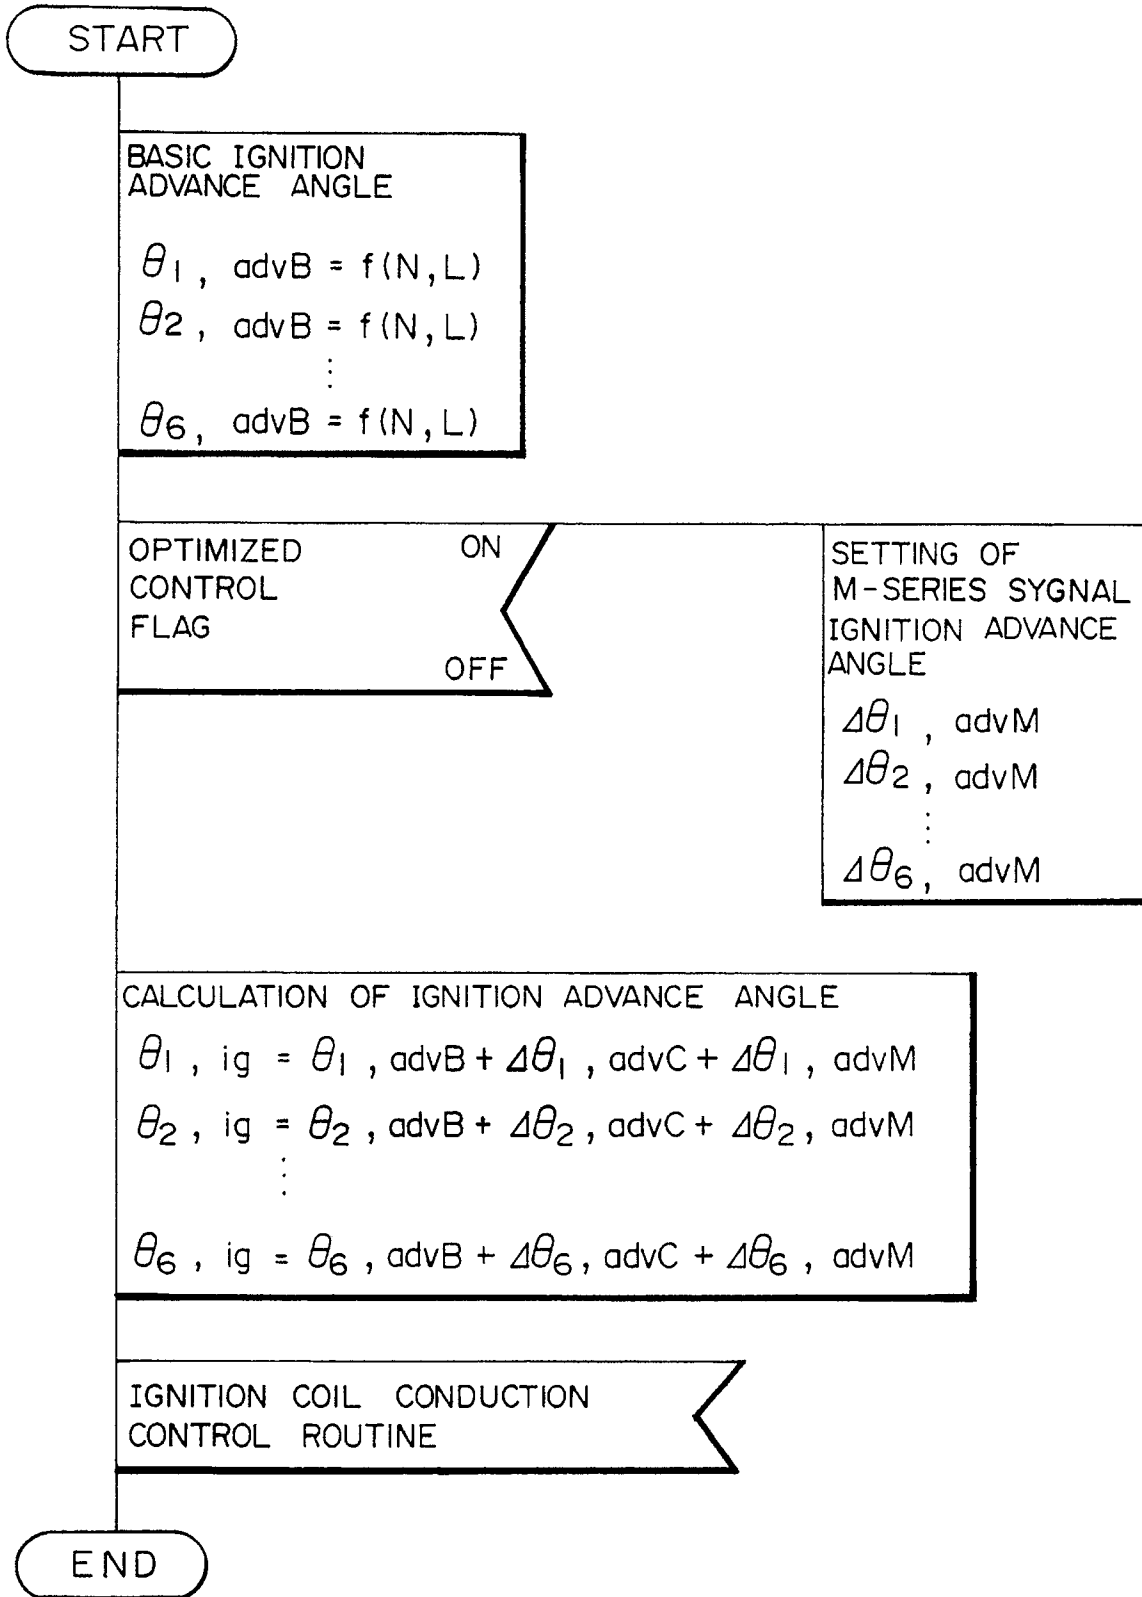 START
BASIC IGNITION
ADVANCE ANGLE
θ1, advB = f(N,L)
θ2, advB = f(N,L)
⋮
θ6, advB = f(N,L)
OPTIMIZED ON
CONTROL
FLAG
OFF
SETTING OF
M-SERIES SYGNAL
IGNITION ADVANCE
ANGLE
Δθ1, advM
Δθ2, advM
⋮
Δθ6, advM
CALCULATION OF IGNITION ADVANCE ANGLE
θ1, ig = θ1, advB + Δθ1, advC + Δθ1, advM
θ2, ig = θ2, advB + Δθ2, advC + Δθ2, advM
⋮
θ6, ig = θ6, advB + Δθ6, advC + Δθ6, advM
IGNITION COIL CONDUCTION
CONTROL ROUTINE
END